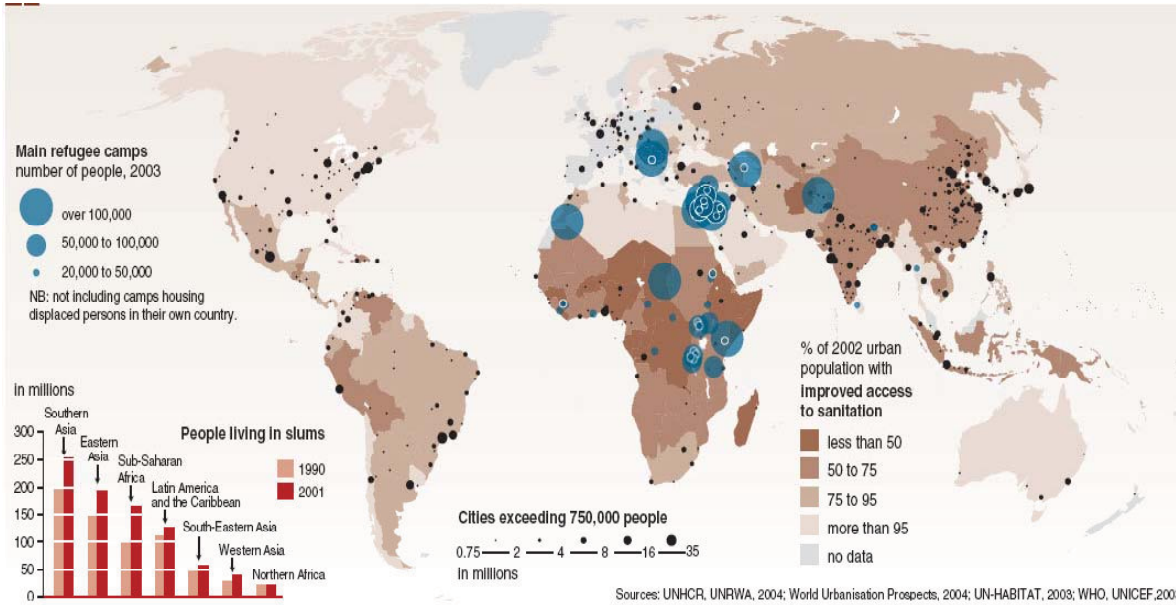 Main refugee camps
number of people, 2003
over 100,000
50,000 to 100,000
20,000 to 50,000
NB: not including camps housing
displaced persons in their own country.
in millions
People living in slums
1990
2001
300
250
200
150
100
50
0
Southern
Asia
Eastern
Asia
Sub-Saharan
Africa
Latin America
and the Caribbean
South-Eastern Asia
Western Asia
Northern Africa
Cities exceeding 750,000 people
0.75 2 4 8 16 35
in millions
% of 2002 urban
population with
improved access
to sanitation
less than 50
50 to 75
75 to 95
more than 95
no data
Sources: UNHCR, UNRWA, 2004; World Urbanisation Prospects, 2004; UN-HABITAT, 2003; WHO, UNICEF,